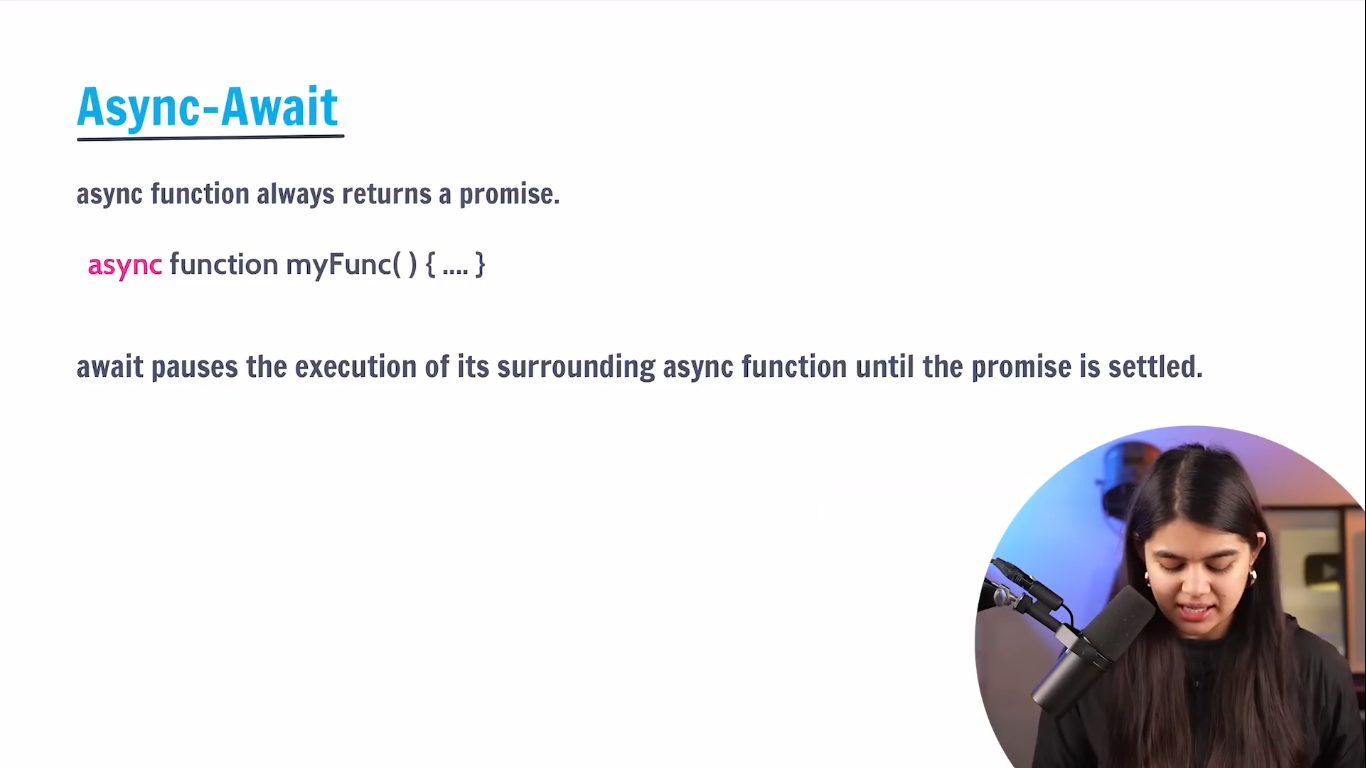 Async-Await
async function always returns a promise.
async function myFunc( ) { .... }
await pauses the execution of its surrounding async function until the promise is settled.